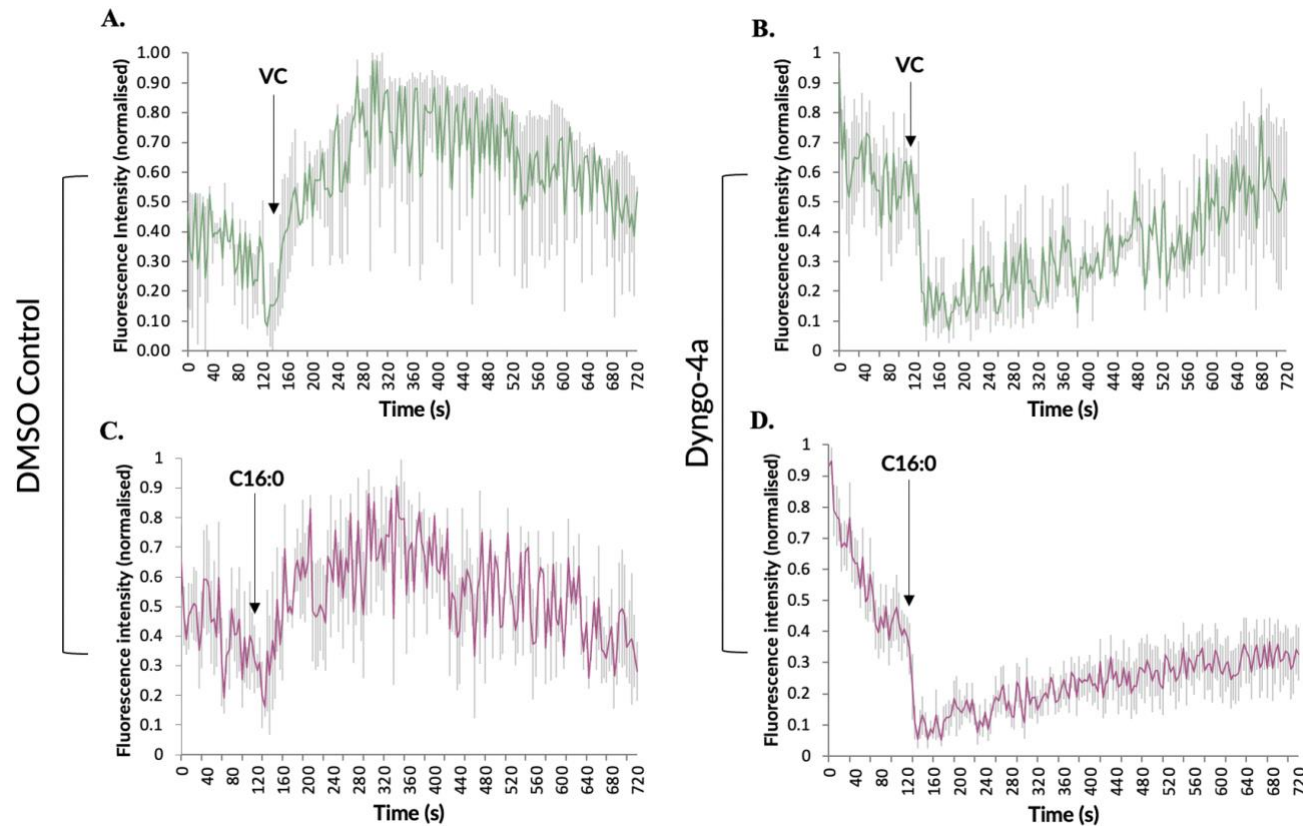 DMSO Control
A.
Fluorescence Intensity (normalised)
1.00
0.90
0.80
0.70
0.60
0.50
0.40
0.30
0.20
0.10
0.00
VC
0 40 80 120 160 200 240 280 320 360 400 440 480 520 560 600 640 680 720
Time (s)
C.
Fluorescence intensity (normalised)
1
0.9
0.8
0.7
0.6
0.5
0.4
0.3
0.2
0.1
0
C16:0
0 40 80 120 160 200 240 280 320 360 400 440 480 520 560 600 640 680 720
Time (s)
Dyngo-4a
B.
Fluorescence intensity (normalised)
1
0.9
0.8
0.7
0.6
0.5
0.4
0.3
0.2
0.1
0
VC
0 40 80 120 160 200 240 280 320 360 400 440 480 520 560 600 640 680 720
Time (s)
D.
Fluorescence intensity (normalised)
1
0.9
0.8
0.7
0.6
0.5
0.4
0.3
0.2
0.1
0
C16:0
0 40 80 120 160 200 240 280 320 360 400 440 480 520 560 600 640 680 720
Time (s)